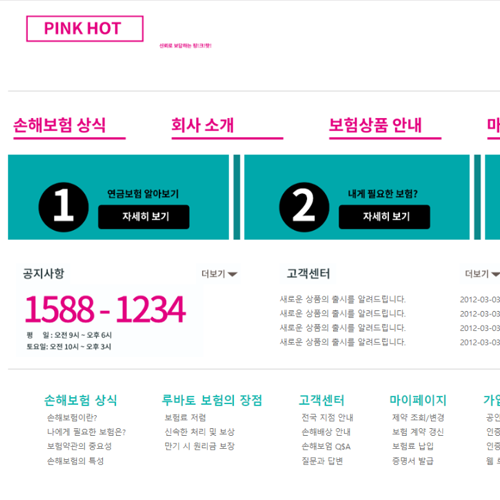 PINK HOT
신뢰로 보답하는 핑크(핫)
손해보험 상식 회사 소개 보험상품 안내 마
1 연금보험 알아보기 2 내게 필요한 보험?
자세히 보기 자세히 보기
공지사항 더보기 고객센터 더보기
1588 - 1234
새로운 상품의 출시를 알려드립니다. 2012-03-03
새로운 상품의 출시를 알려드립니다. 2012-03-03
새로운 상품의 출시를 알려드립니다. 2012-03-03
새로운 상품의 출시를 알려드립니다. 2012-03-03
평 일 : 오전 9시 ~ 오후 6시
토요일: 오전 10시 ~ 오후 3시
손해보험 상식 루바토 보험의 장점 고객센터 마이페이지 가입
손해보험이란? 보험료 저렴 전국 지점 안내 계약 조회/변경 공인
나에게 필요한 보험은? 신속한 처리 및 보상 손해배상 안내 보험 계약 갱신 인증
보험약관의 중요성 만기 시 원리금 보장 손해보험 Q&A 보험료 납입 인증
손해보험의 특성 질문과 답변 증명서 발급 웹